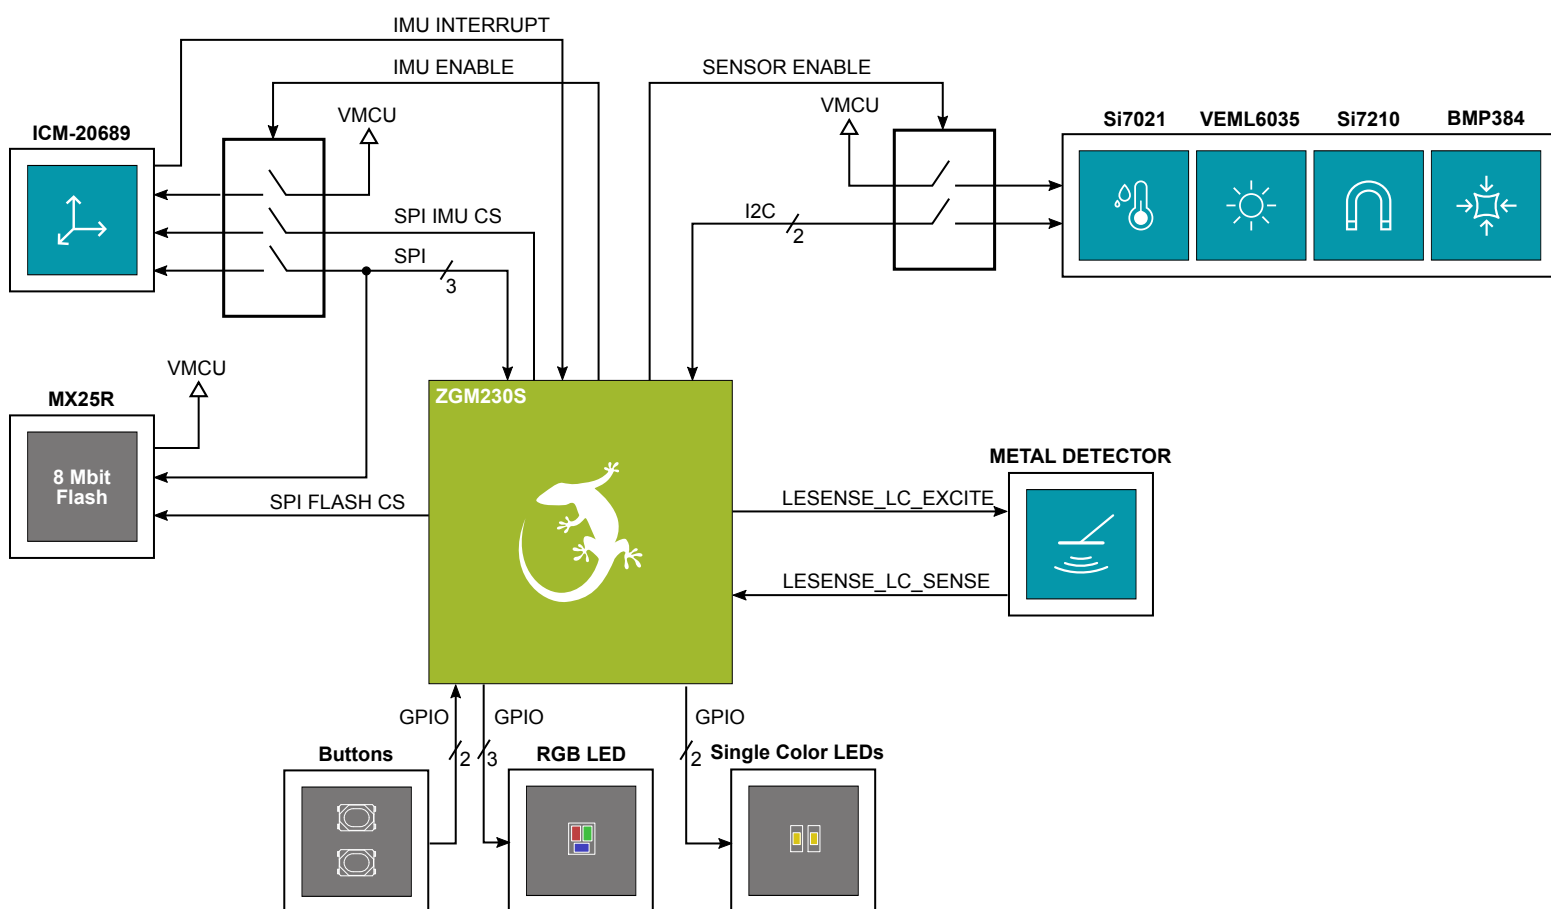 IMU INTERRUPT
IMU ENABLE
SENSOR ENABLE
VMCU
VMCU
ICM-20689
Si7021
VEML6035
Si7210
BMP384
SPI IMU CS
I2C
2
SPI
3
VMCU
MX25R
ZGM230S
8 Mbit
Flash
METAL DETECTOR
SPI FLASH CS
LESENSE_LC_EXCITE
LESENSE_LC_SENSE
GPIO
GPIO
GPIO
2
3
2
Buttons
RGB LED
Single Color LEDs